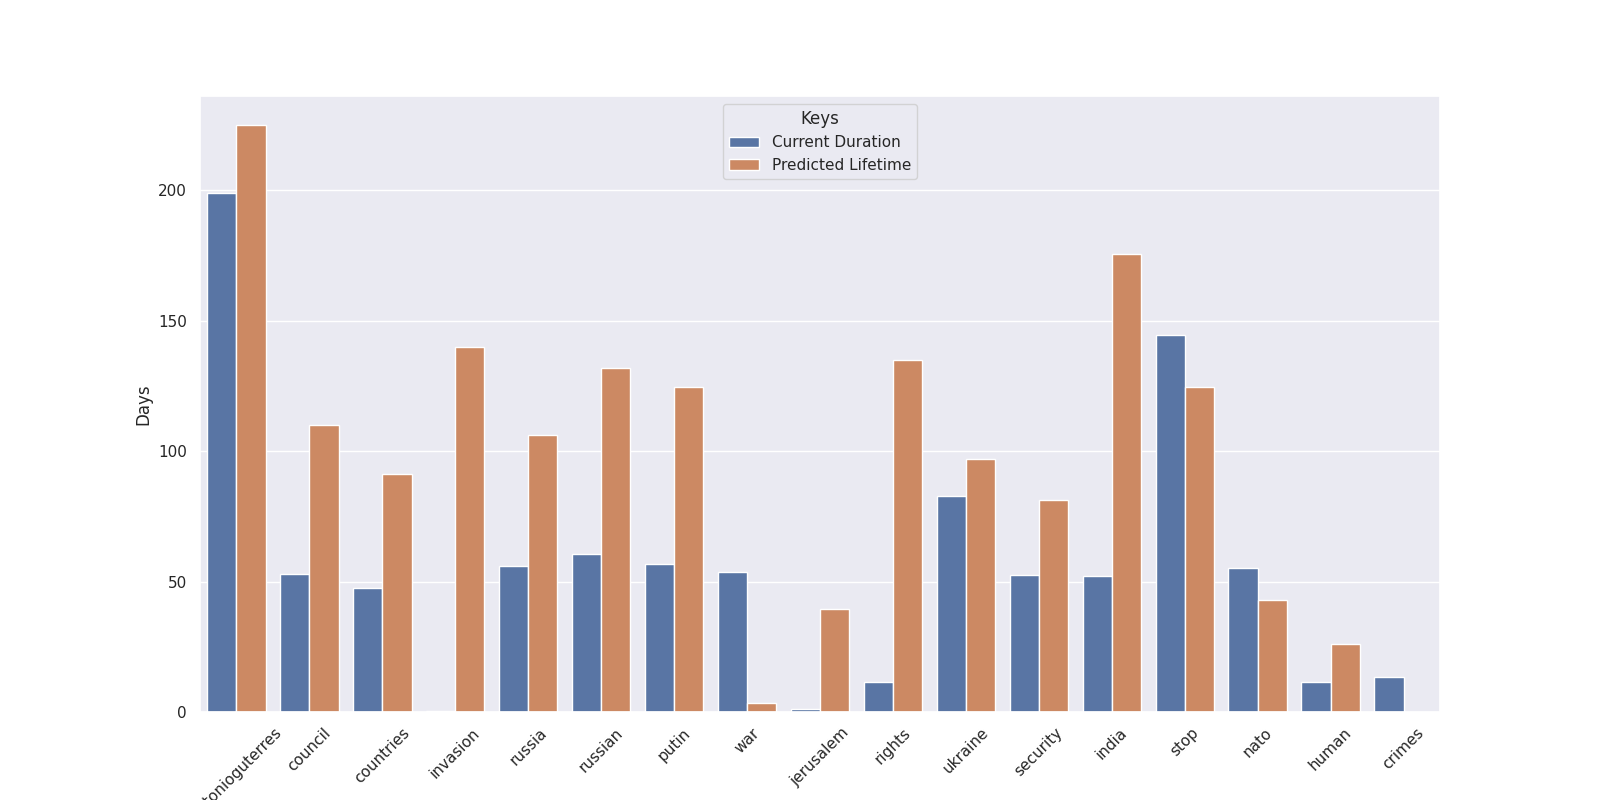 Keys
Current Duration
Predicted Lifetime
Days
200
150
100
50
0
tonioguterres
council
countries
invasion
russia
russian
putin
war
jerusalem
rights
ukraine
security
india
stop
nato
human
crimes